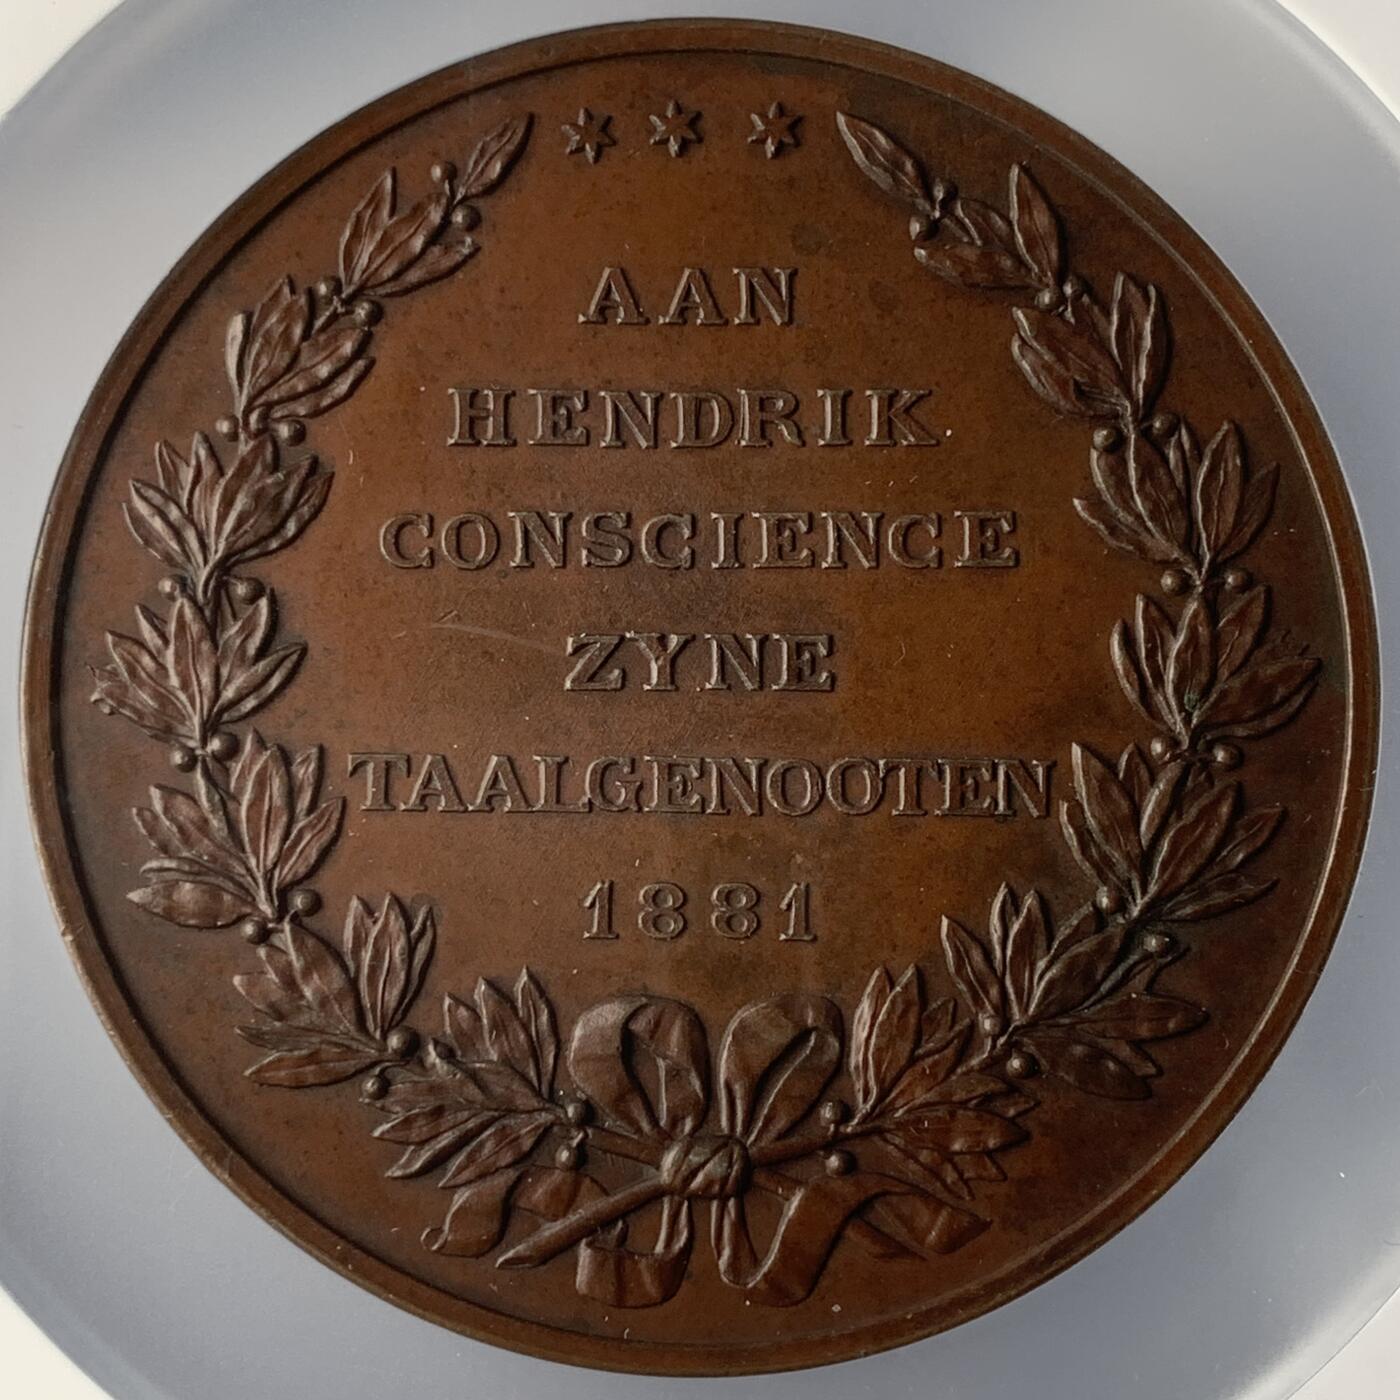 AAN
HENDRIK
CONSCIENCE
ZYNE
TAALGENOOTEN
1881